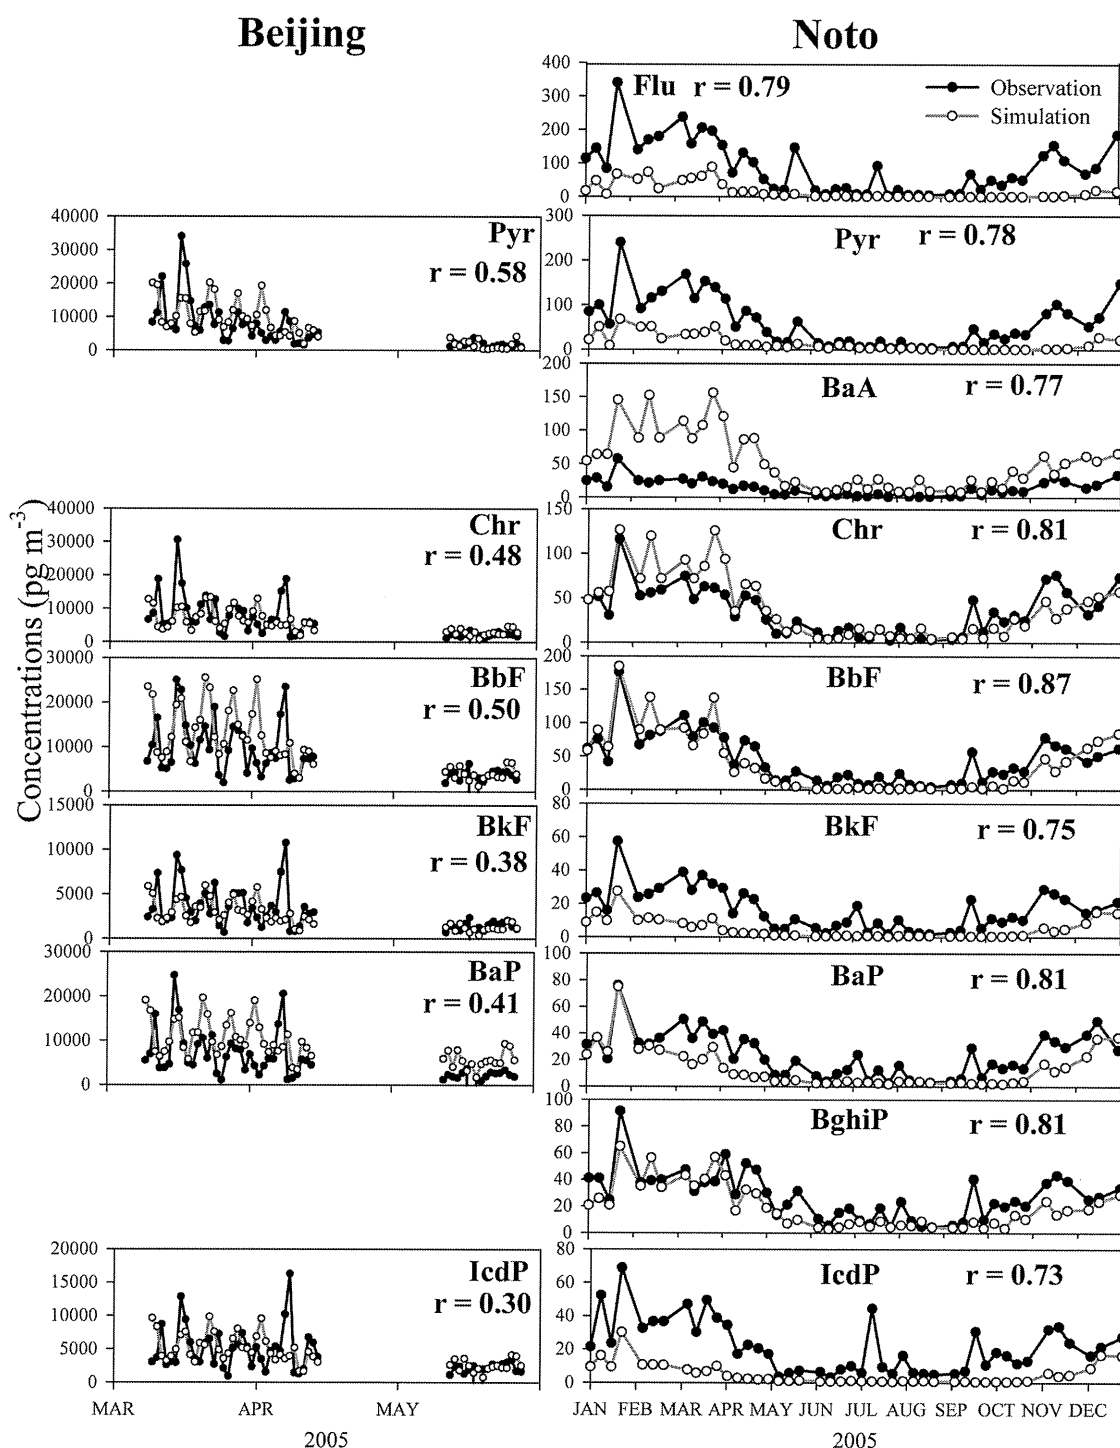 Beijing
Noto
Concentrations (pg m-3)
400
300
200
100
0
Flu r = 0.79
Observation
Simulation
40000
30000
20000
10000
0
Pyr
r = 0.58
300
200
100
0
Pyr r = 0.78
200
150
100
50
0
BaA r = 0.77
40000
30000
20000
10000
0
Chr
r = 0.48
150
100
50
0
Chr r = 0.81
30000
20000
10000
0
BbF
r = 0.50
200
150
100
50
0
BbF r = 0.87
15000
10000
5000
0
BkF
r = 0.38
80
60
40
20
0
BkF r = 0.75
30000
20000
10000
0
BaP
r = 0.41
100
80
60
40
20
0
BaP r = 0.81
100
80
60
40
20
0
BghiP r = 0.81
20000
15000
10000
5000
0
IcdP
r = 0.30
80
60
40
20
0
IcdP r = 0.73
MAR APR MAY
2005
JAN FEB MAR APR MAY JUN JUL AUG SEP OCT NOV DEC
2005